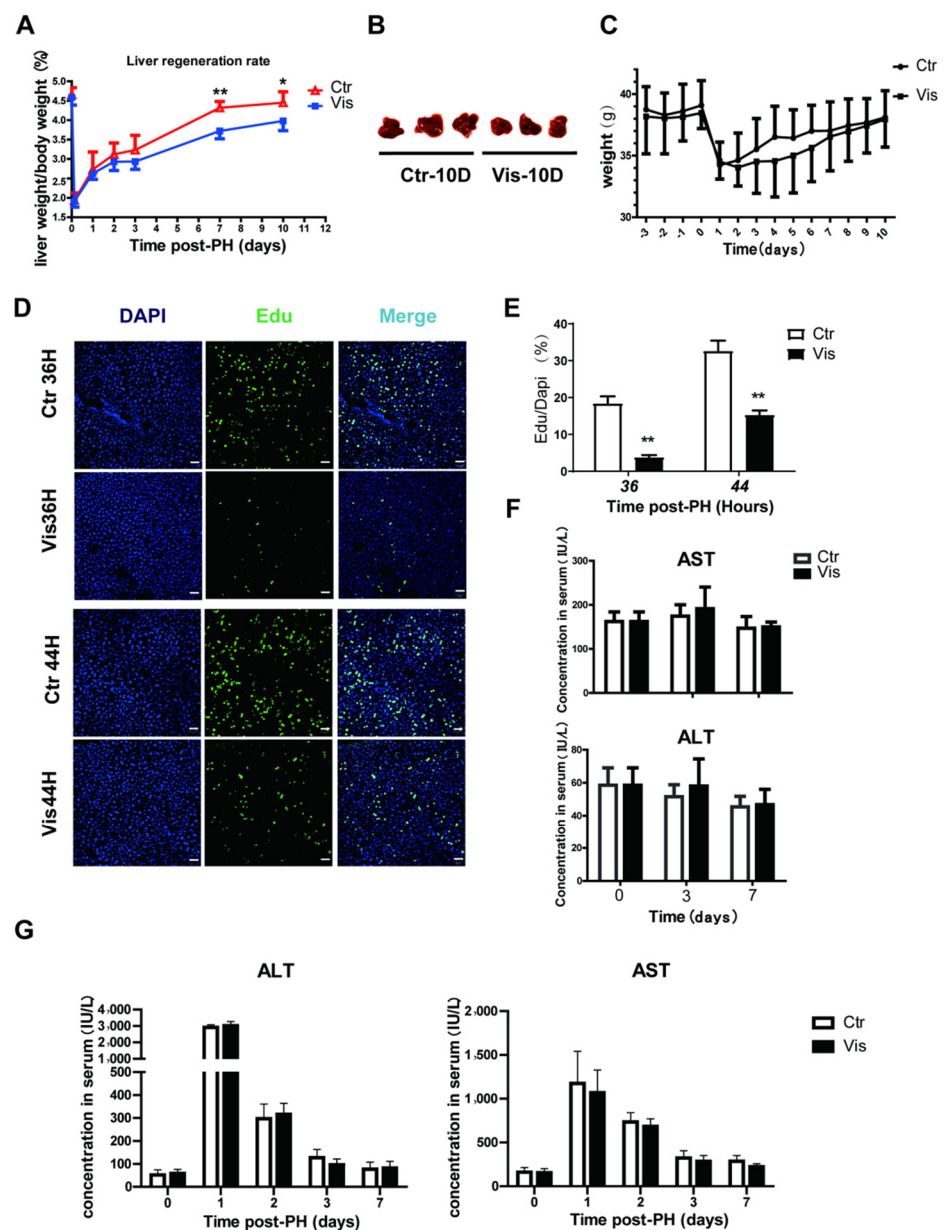 A
Liver regeneration rate
liver weight/body weight (%)
5.0
4.5
4.0
3.5
3.0
2.5
2.0
1.5
** *
Ctr
Vis
0 1 2 3 4 5 6 7 8 9 10 11 12
Time post-PH (days)
B
Ctr-10D Vis-10D
C
weight (g)
40
35
30
Ctr
Vis
-3 -2 -1 0 1 2 3 4 5 6 7 8 9 10
Time(days)
D
DAPI Edu Merge
Ctr 36H
Vis36H
Ctr 44H
Vis44H
E
Edu/Dapi (%)
40
30
20
10
0
** **
Ctr
Vis
36 44
Time post-PH (Hours)
F
AST
Concentration in serum (IU/L)
300
200
100
0
Ctr
Vis
ALT
Concentration in serum (IU/L)
80
60
40
20
0
0 3 7
Time(days)
G
ALT
concentration in serum (IU/L)
4,000
3,000
2,000
1,000
500
400
300
200
100
0 1 2 3 7
Time post-PH (days)
AST
concentration in serum (IU/L)
2,000
1,500
1,000
500
0
0 1 2 3 7
Time post-PH (days)
Ctr
Vis